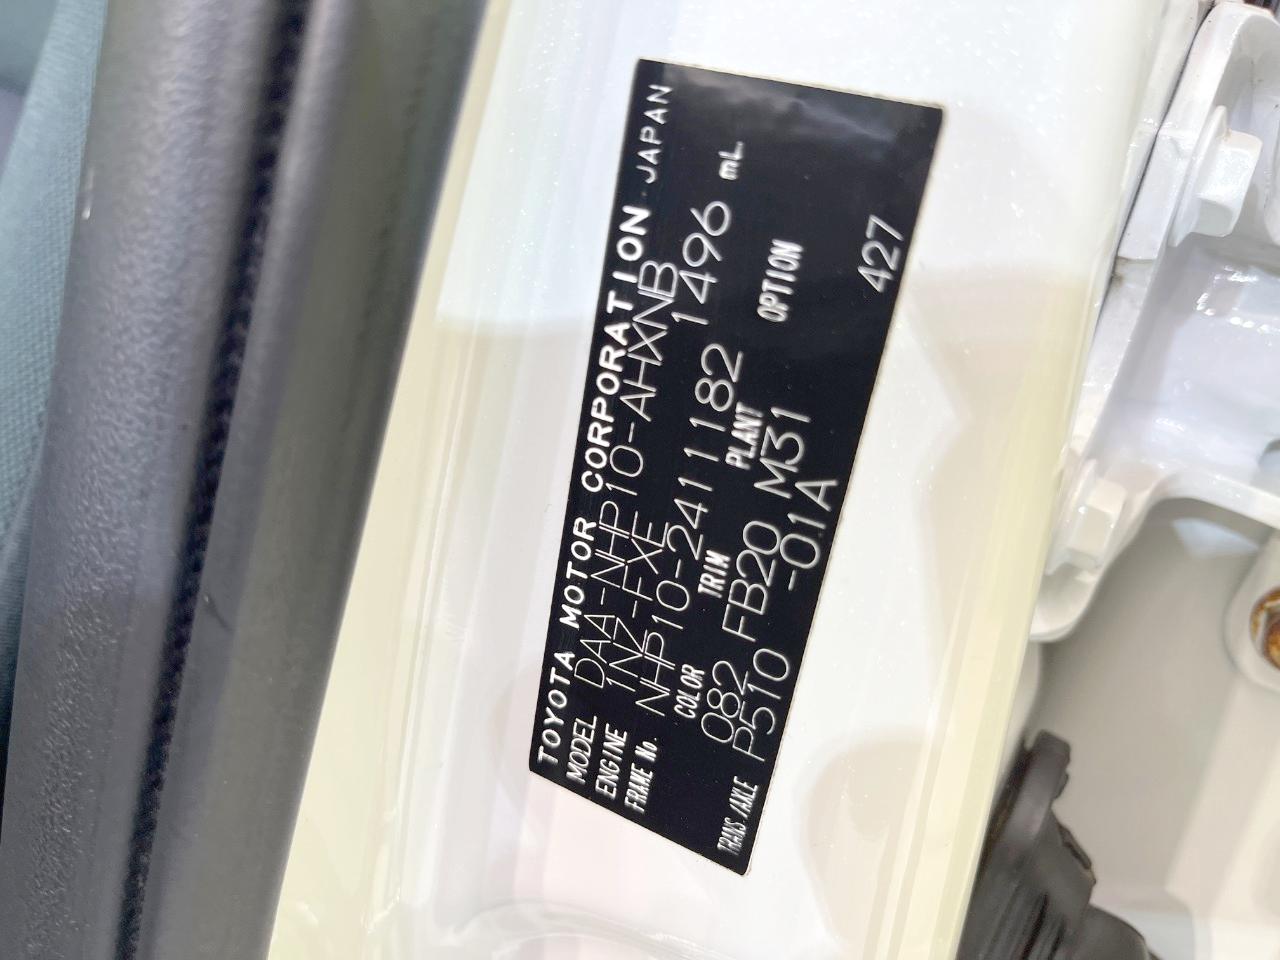 TOYOTA MOTOR CORPORATION JAPAN
MODEL DAA-NHP10-AHXNB
ENGINE 1NZ-FXE 1496 mL
FRAME No. NHP10-2411182
COLOR TRIM PLANT OPTION
082 FB20 M31
TRANS./AXLE P510 -01A 427